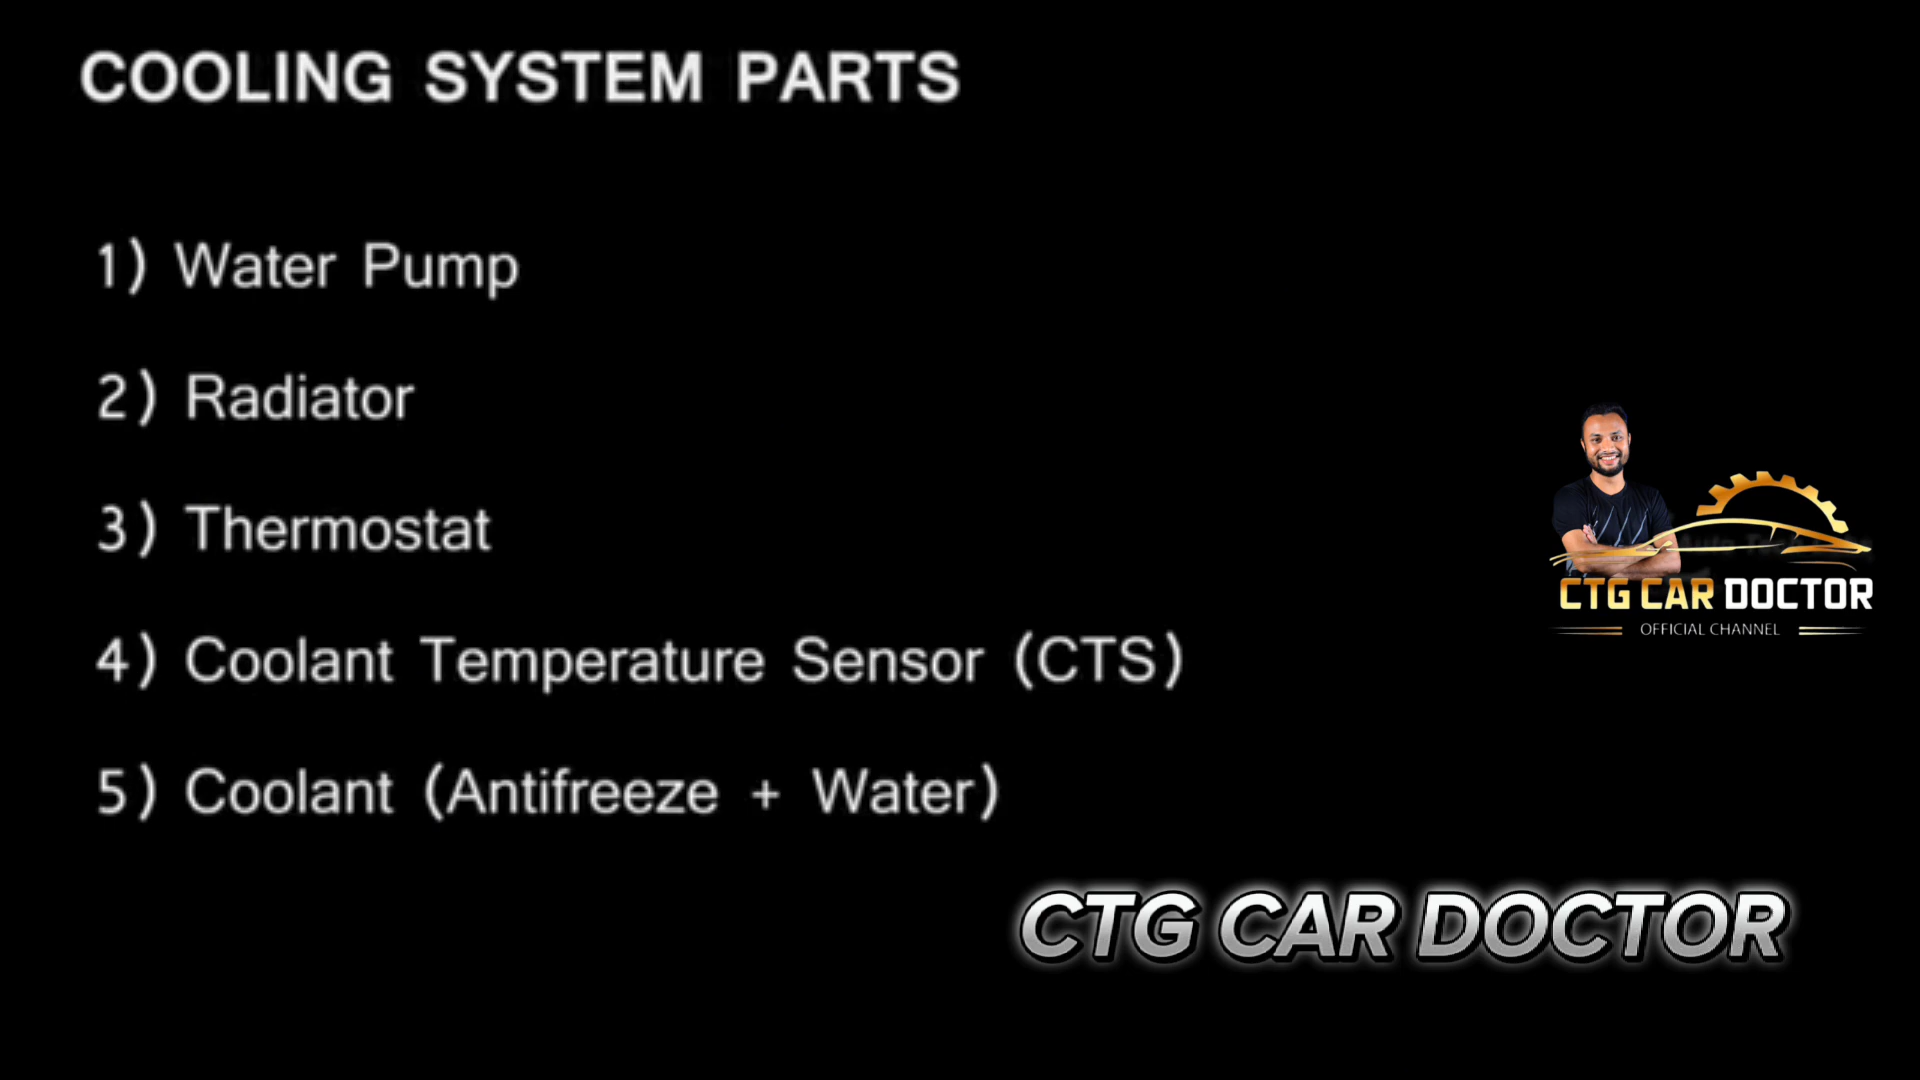 COOLING SYSTEM PARTS
1) Water Pump
2) Radiator
3) Thermostat
4) Coolant Temperature Sensor (CTS)
5) Coolant (Antifreeze + Water)
CTG CAR DOCTOR
OFFICIAL CHANNEL
CTG CAR DOCTOR